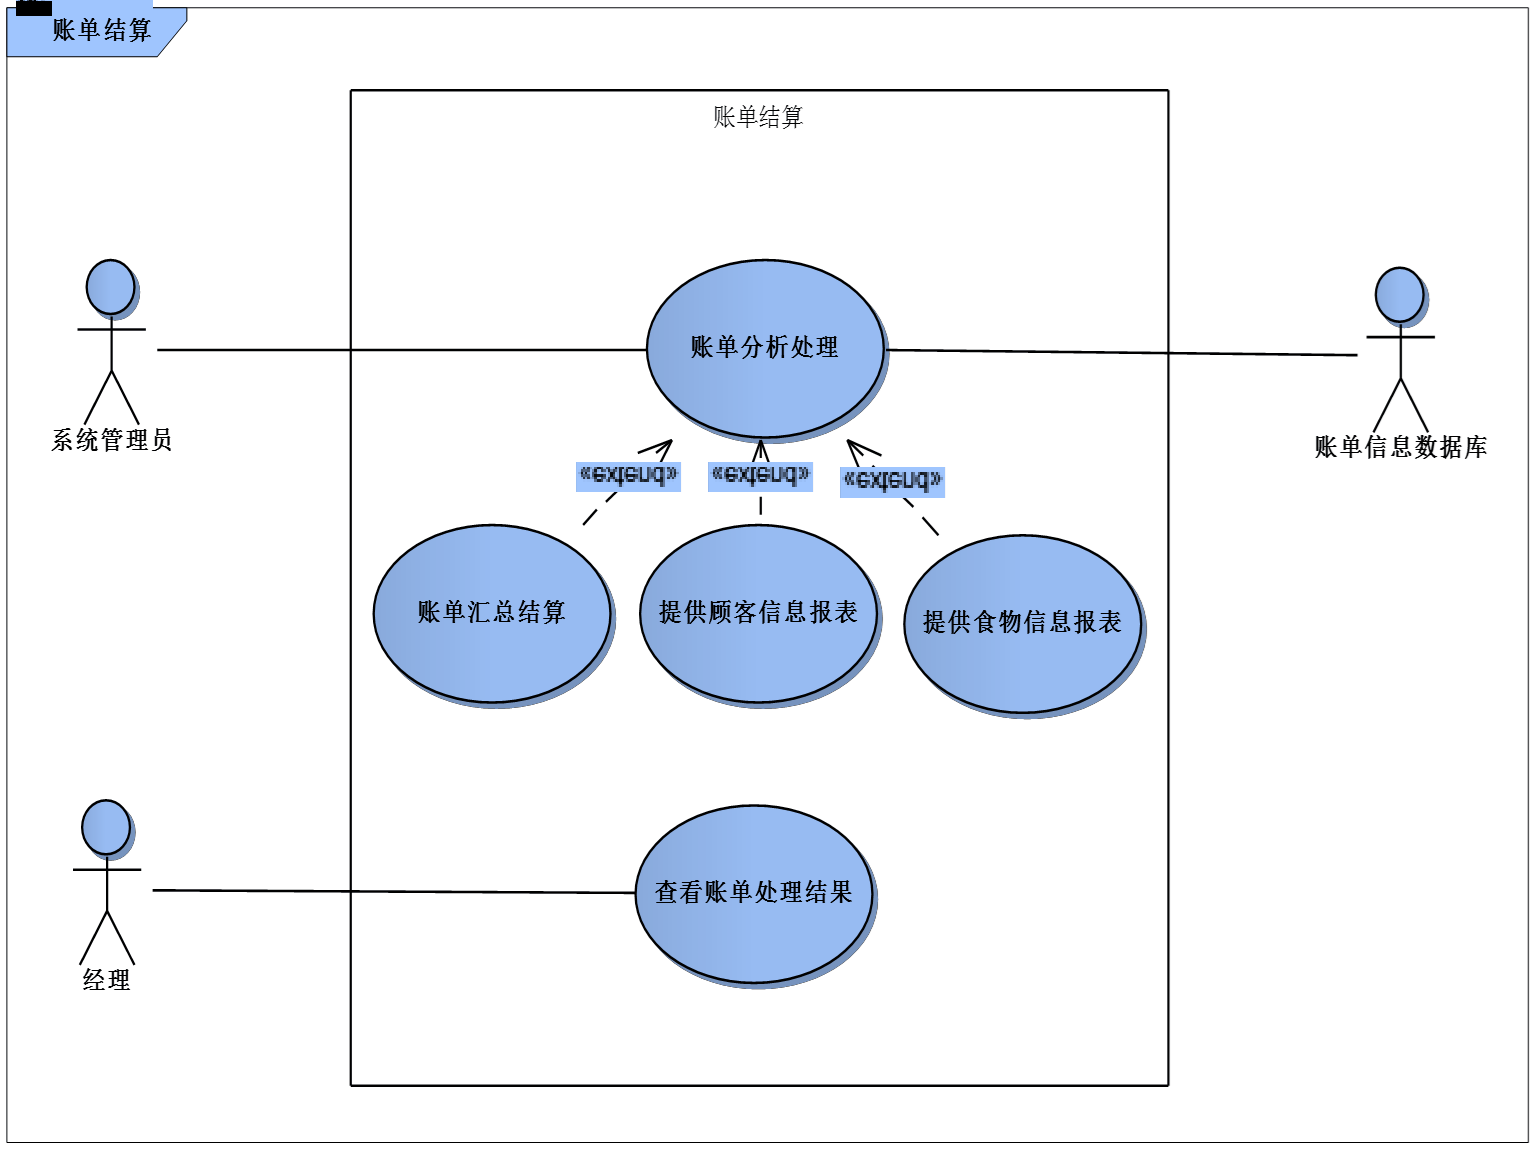 账单结算
账单结算
账单分析处理
系统管理员
账单信息数据库
«extend»
«extend»
«extend»
账单汇总结算
提供顾客信息报表
提供食物信息报表
查看账单处理结果
经理